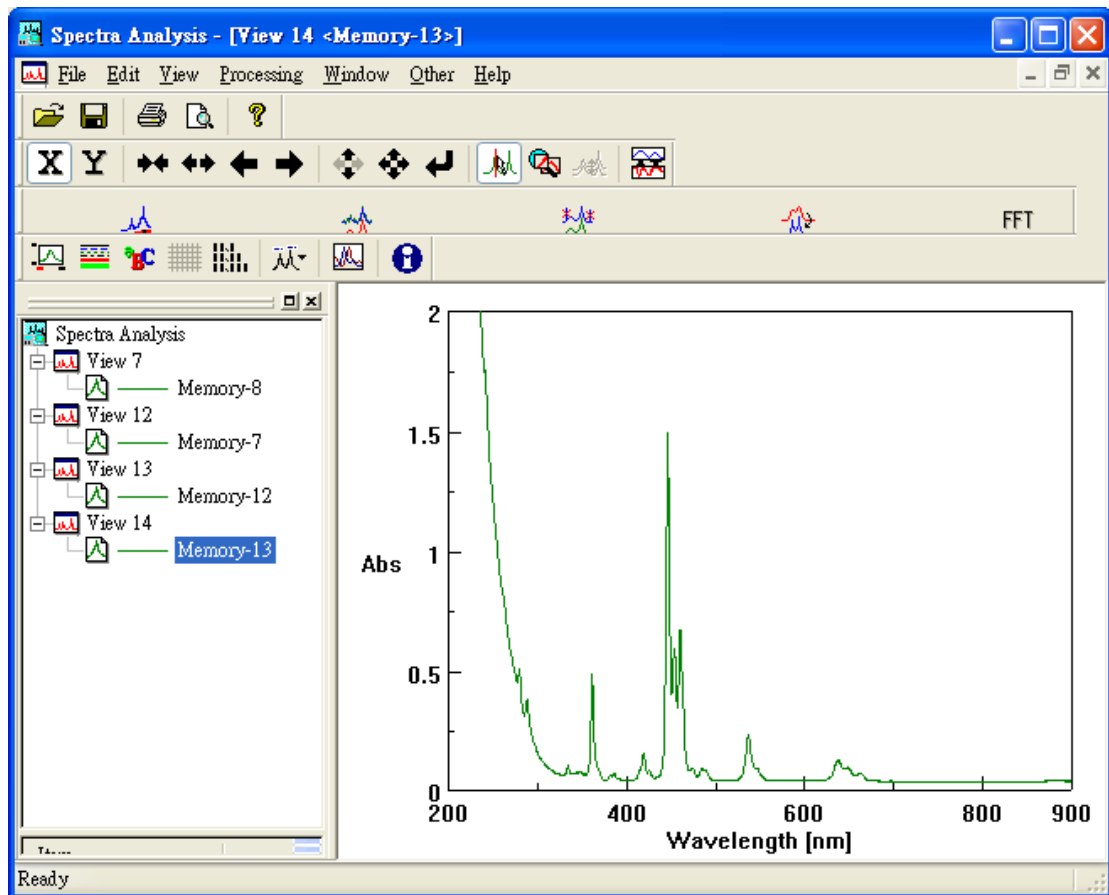 Spectra Analysis - [View 14 <Memory-13>]
File Edit View Processing Window Other Help
X Y
FFT
aBC
Spectra Analysis
View 7
Memory-8
View 12
Memory-7
View 13
Memory-12
View 14
Memory-13
2
1.5
1
Abs
0.5
0
200 400 600 800 900
Wavelength [nm]
Ready